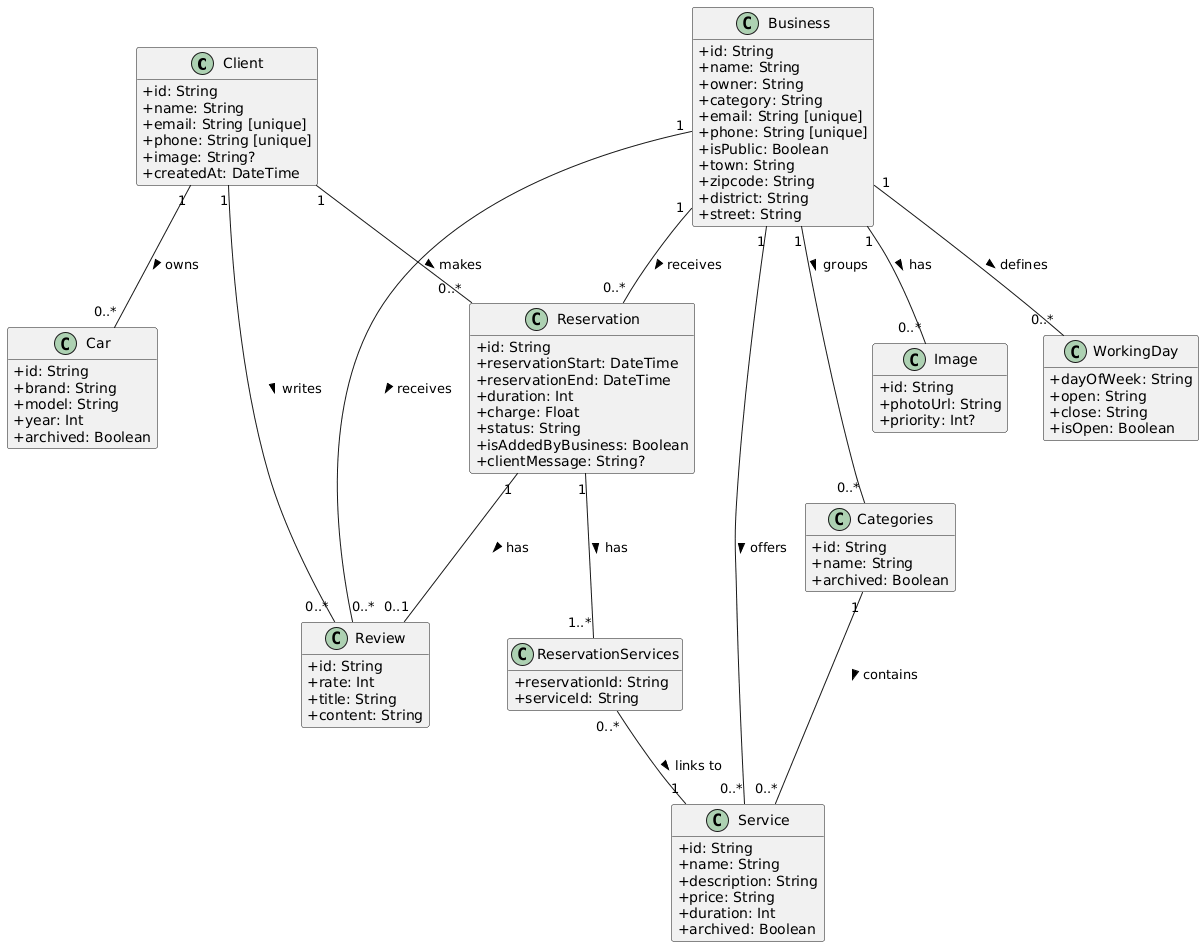 C Business
+id: String
+name: String
+owner: String
+category: String
+email: String [unique]
+phone: String [unique]
+isPublic: Boolean
+town: String
+zipcode: String
+district: String
+street: String
C Client
+id: String
+name: String
+email: String [unique]
+phone: String [unique]
+image: String?
+createdAt: DateTime
1
1
1
1
1
1
1
1
1
owns
makes
receives
groups
has
defines
0..*
0..*
0..*
0..*
0..*
C Car
+id: String
+brand: String
+model: String
+year: Int
+archived: Boolean
C Reservation
+id: String
+reservationStart: DateTime
+reservationEnd: DateTime
+duration: Int
+charge: Float
+status: String
+isAddedByBusiness: Boolean
+clientMessage: String?
C Image
+id: String
+photoUrl: String
+priority: Int?
C WorkingDay
+dayOfWeek: String
+open: String
+close: String
+isOpen: Boolean
writes
receives
1
1
0..*
C Categories
+id: String
+name: String
+archived: Boolean
has
has
offers
0..*
0..*
0..1
1..*
1
C Review
+id: String
+rate: Int
+title: String
+content: String
C ReservationServices
+reservationId: String
+serviceId: String
contains
0..*
links to
1
0..*
0..*
C Service
+id: String
+name: String
+description: String
+price: String
+duration: Int
+archived: Boolean